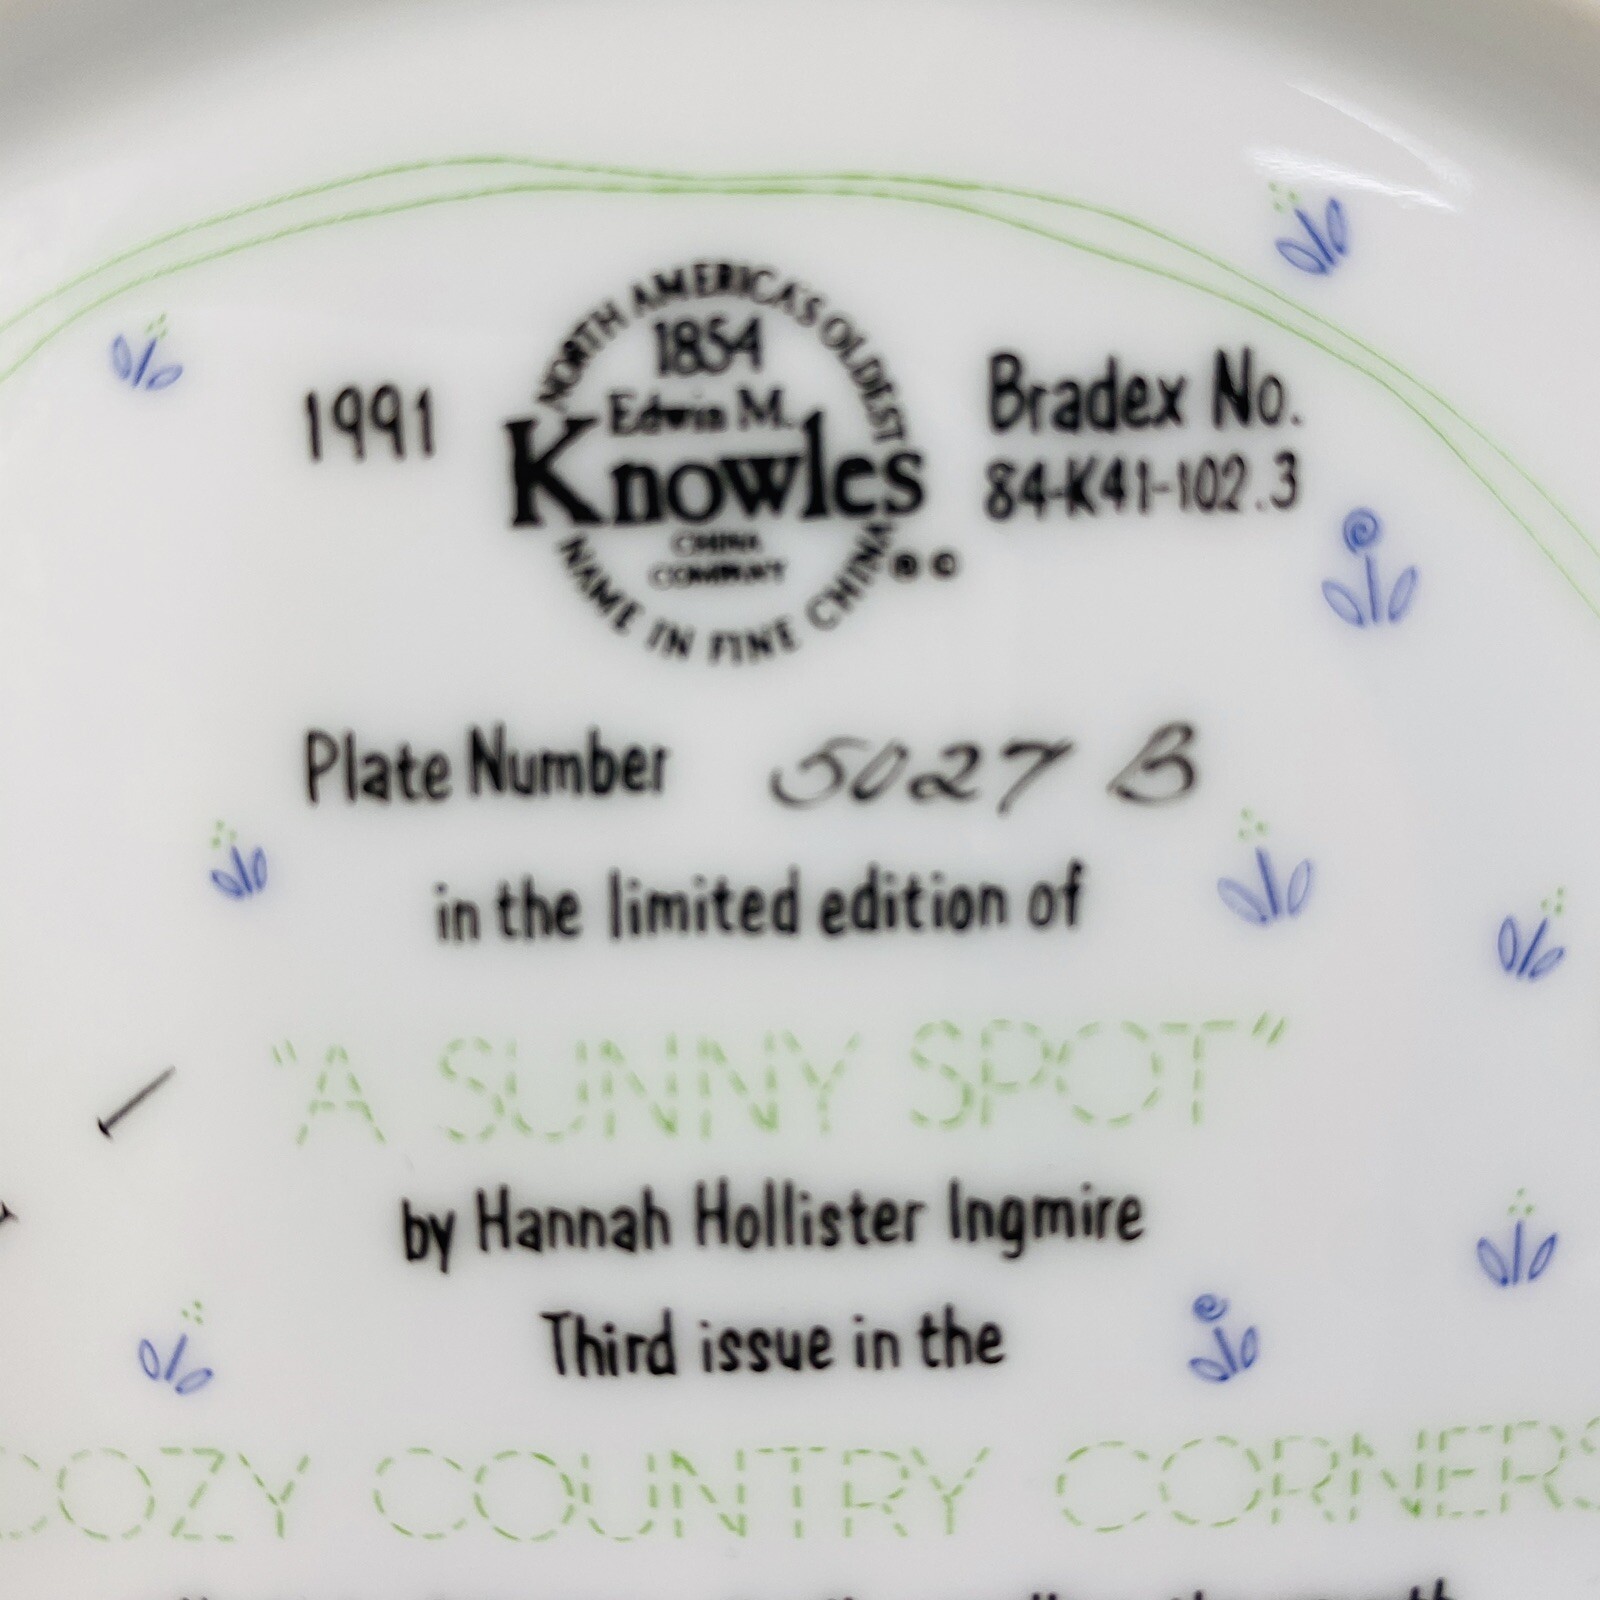 1991
NORTH AMERICA'S OLDEST
1854
Edwin M.
Knowles
CHINA
COMPANY
NAME IN FINE CHINA
® ©
Bradex No.
84-K41-102.3
Plate Number 5027 B
in the limited edition of
"A SUNNY SPOT"
by Hannah Hollister Ingmire
Third issue in the
COZY COUNTRY CORNERS